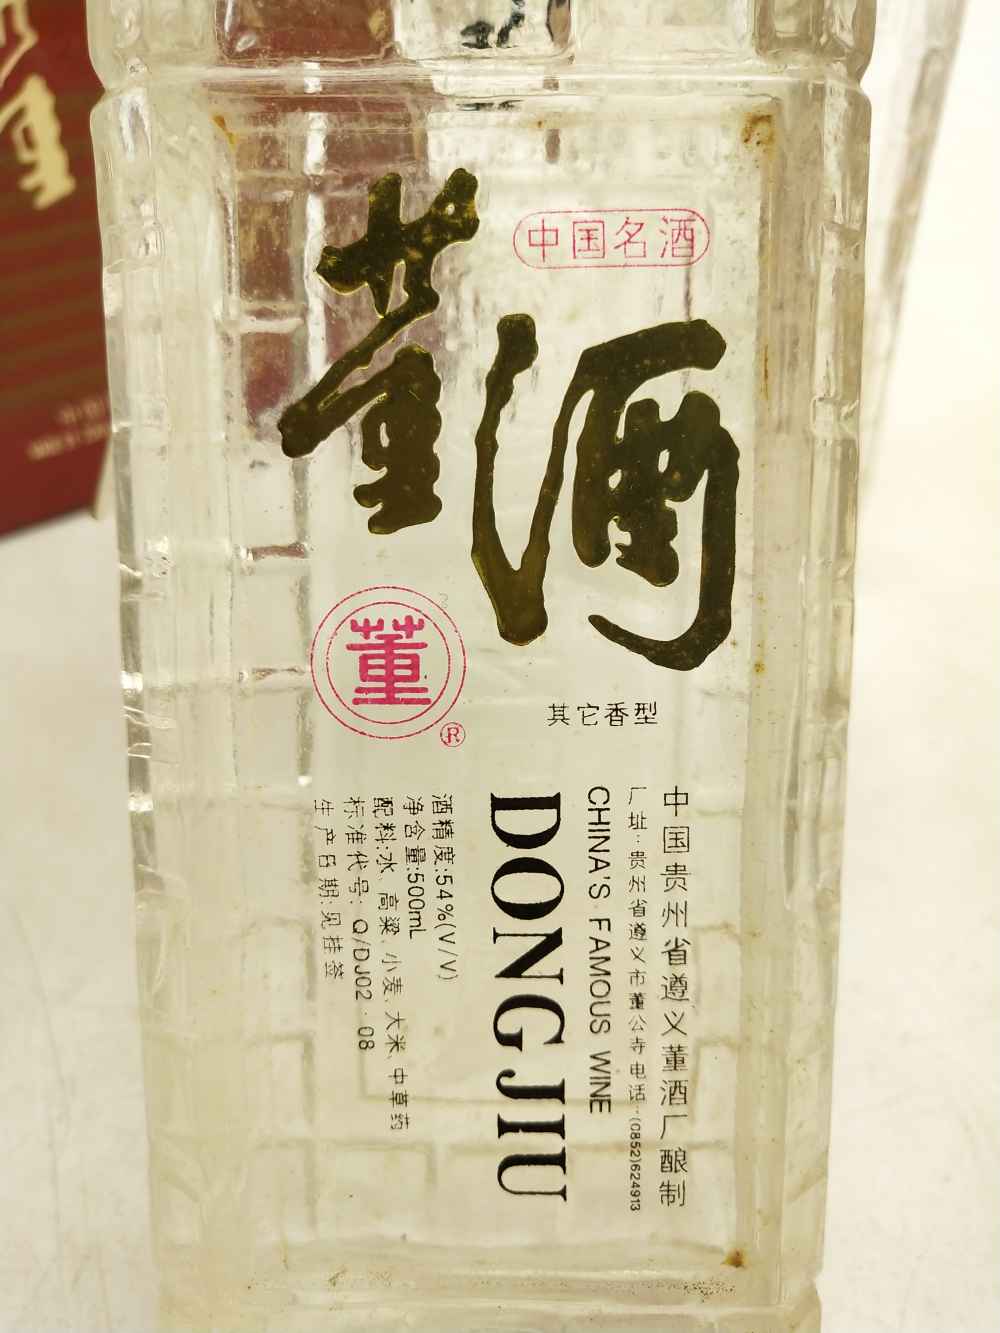 中国名酒
董酒
董
®
其它香型
中国贵州省遵义董酒厂酿制
厂址：贵州省遵义市董公寺电话：(0852)624913
CHINA'S FAMOUS WINE
DONG JIU
酒精度:54%(V/V)
净含量:500mL
配料:水、高粱、小麦、大米、中草药
标准代号：Q/DJ02·08
生产日期:见挂签